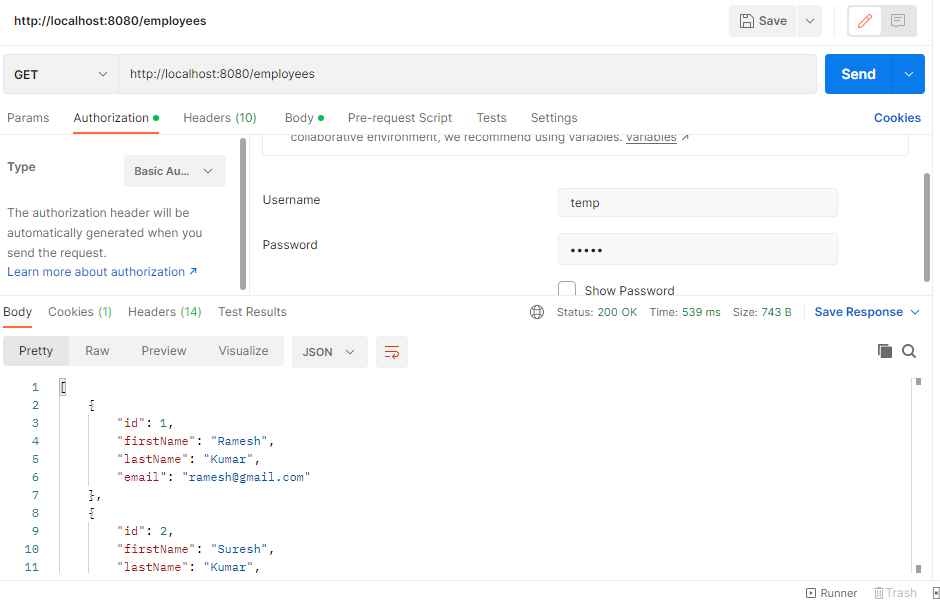 http://localhost:8080/employees
Save
GET
http://localhost:8080/employees
Send
Params Authorization Headers (10) Body Pre-request Script Tests Settings Cookies
collaborative environment, we recommend using variables. Variables ↗
Type
Basic Au...
The authorization header will be
automatically generated when you
send the request.
Learn more about authorization ↗
Username
temp
Password
•••••
Show Password
Body Cookies (1) Headers (14) Test Results
Status: 200 OK Time: 539 ms Size: 743 B Save Response
Pretty Raw Preview Visualize JSON
1 [
2 {
3 "id": 1,
4 "firstName": "Ramesh",
5 "lastName": "Kumar",
6 "email": "ramesh@gmail.com"
7 },
8 {
9 "id": 2,
10 "firstName": "Suresh",
11 "lastName": "Kumar",
Runner Trash